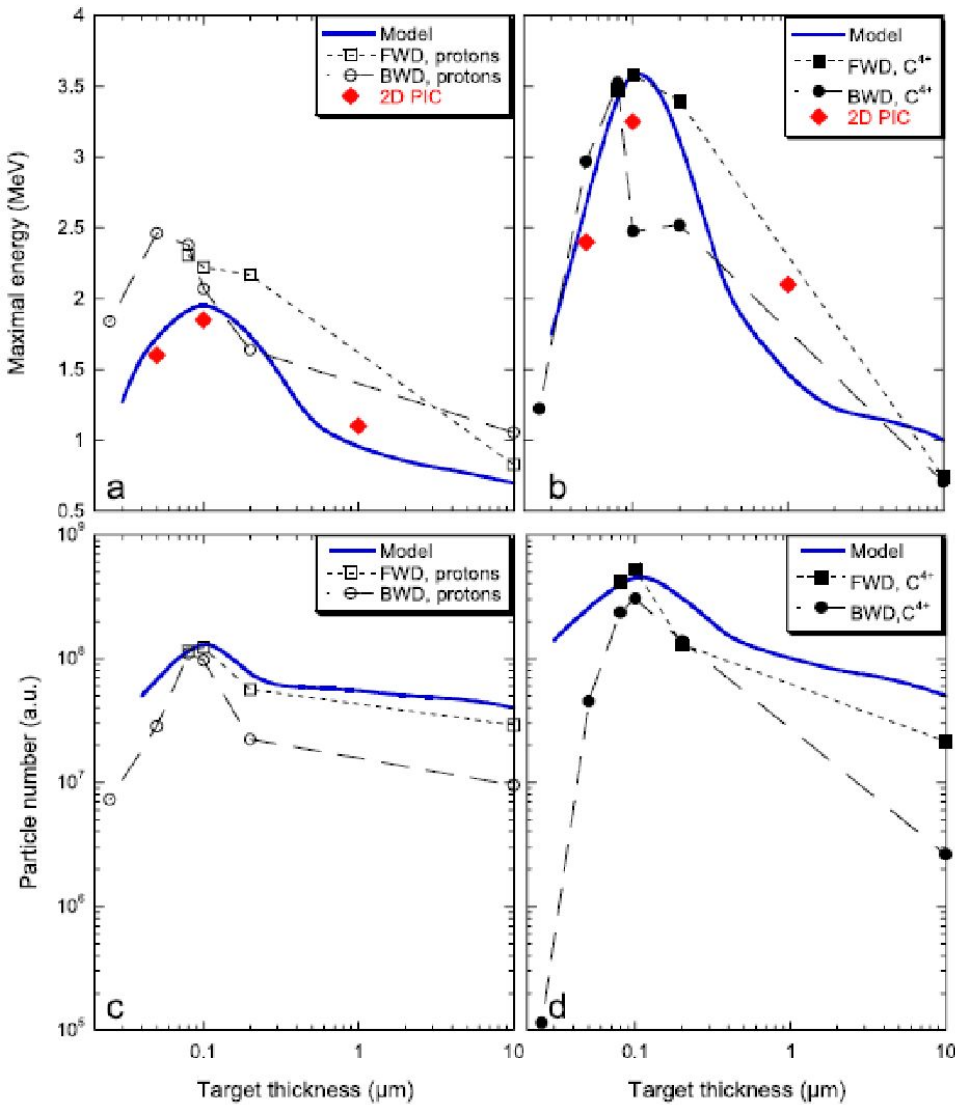 4
3.5
3
2.5
2
1.5
1
0.5
Maximal energy (MeV)
Model
FWD, protons
BWD, protons
2D PIC
a
Model
FWD, C⁴⁺
BWD, C⁴⁺
2D PIC
b
10⁹
10⁸
10⁷
10⁶
10⁵
Particle number (a.u.)
Model
FWD, protons
BWD, protons
c
Model
FWD, C⁴⁺
BWD,C⁴⁺
d
0.1 1 10
0.1 1 10
Target thickness (µm)
Target thickness (µm)